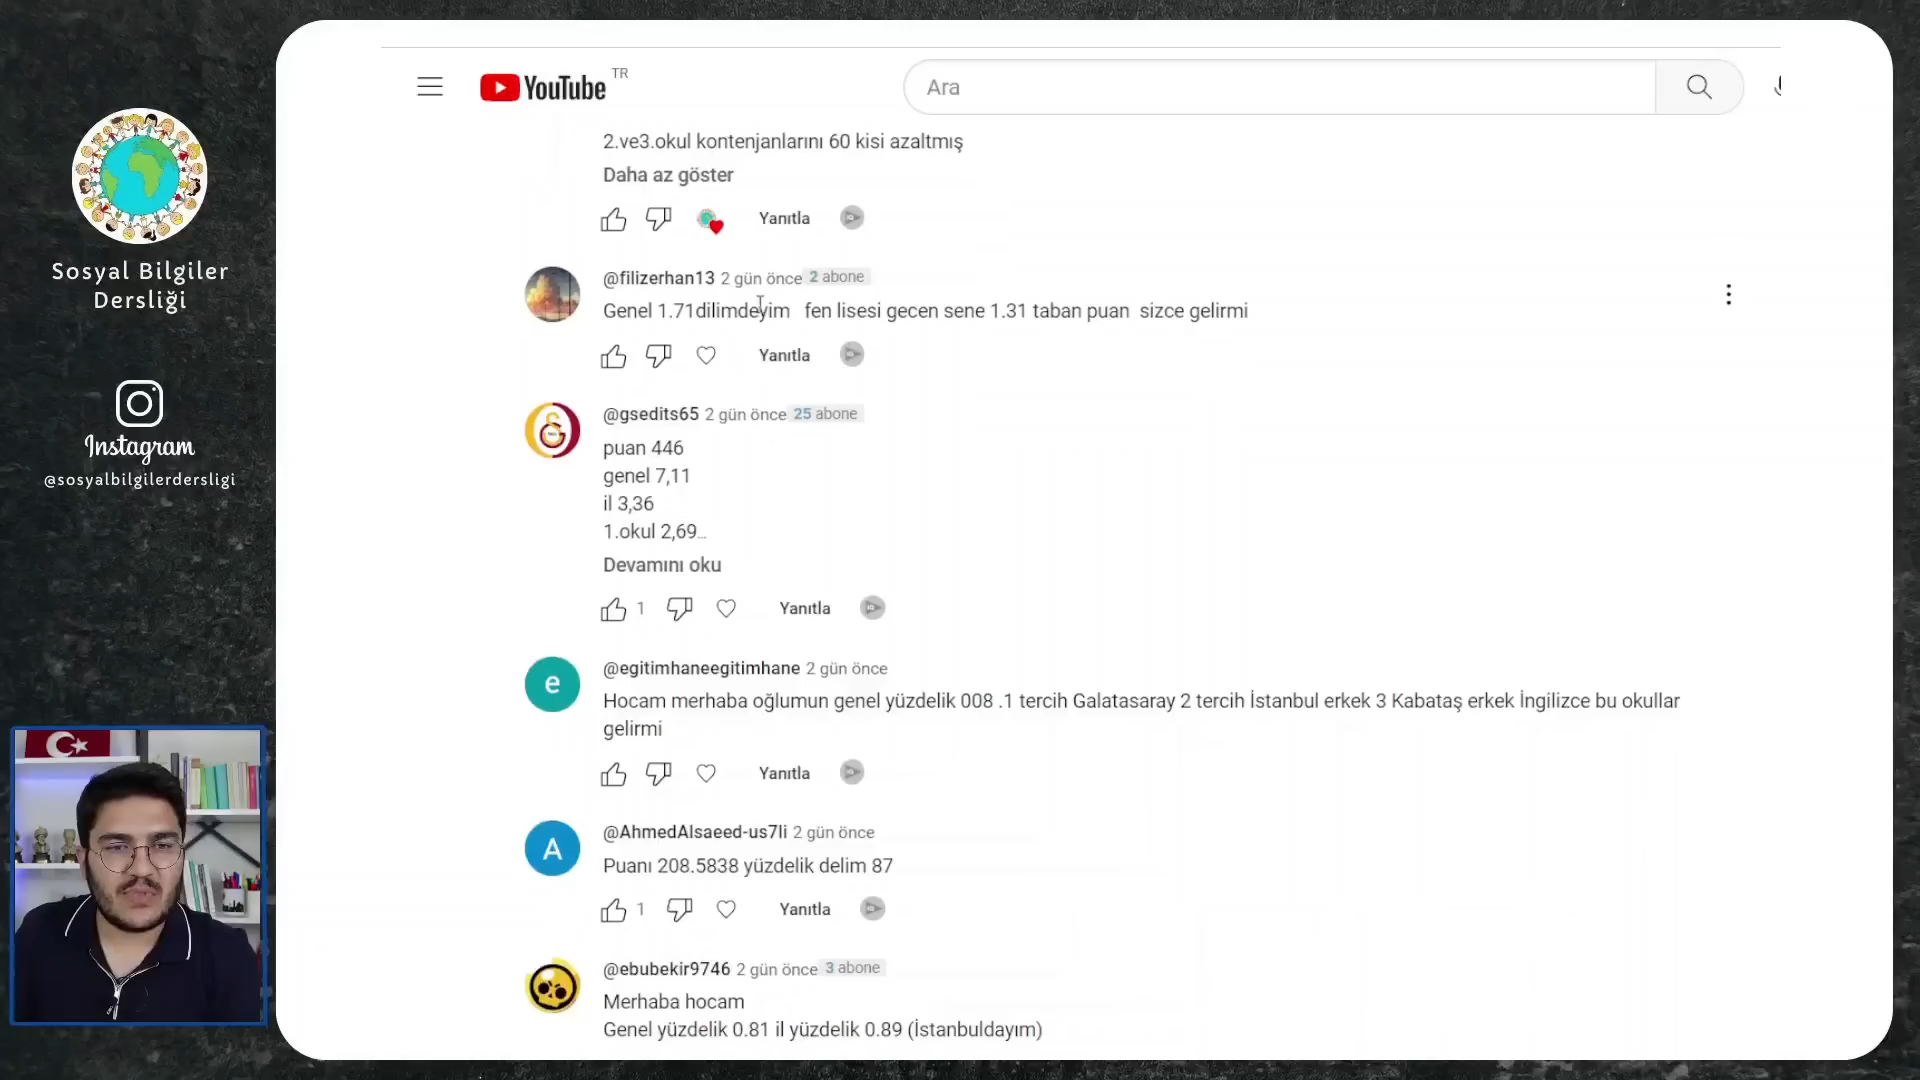 Sosyal Bilgiler
Dersliği
Instagram
@sosyalbilgilerdersligi
YouTube TR
Ara
2.ve3.okul kontenjanlarını 60 kisi azaltmış
Daha az göster
Yanıtla
@filizerhan13 2 gün önce 2 abone
Genel 1.71dilimdeyim fen lisesi gecen sene 1.31 taban puan sizce gelirmi
Yanıtla
@gsedits65 2 gün önce 25 abone
puan 446
genel 7,11
il 3,36
1.okul 2,69...
Devamını oku
1 Yanıtla
@egitimhaneegitimhane 2 gün önce
Hocam merhaba oğlumun genel yüzdelik 008 .1 tercih Galatasaray 2 tercih İstanbul erkek 3 Kabataş erkek İngilizce bu okullar
gelirmi
Yanıtla
@AhmedAlsaeed-us7li 2 gün önce
Puanı 208.5838 yüzdelik delim 87
1 Yanıtla
@ebubekir9746 2 gün önce 3 abone
Merhaba hocam
Genel yüzdelik 0.81 il yüzdelik 0.89 (İstanbuldayım)